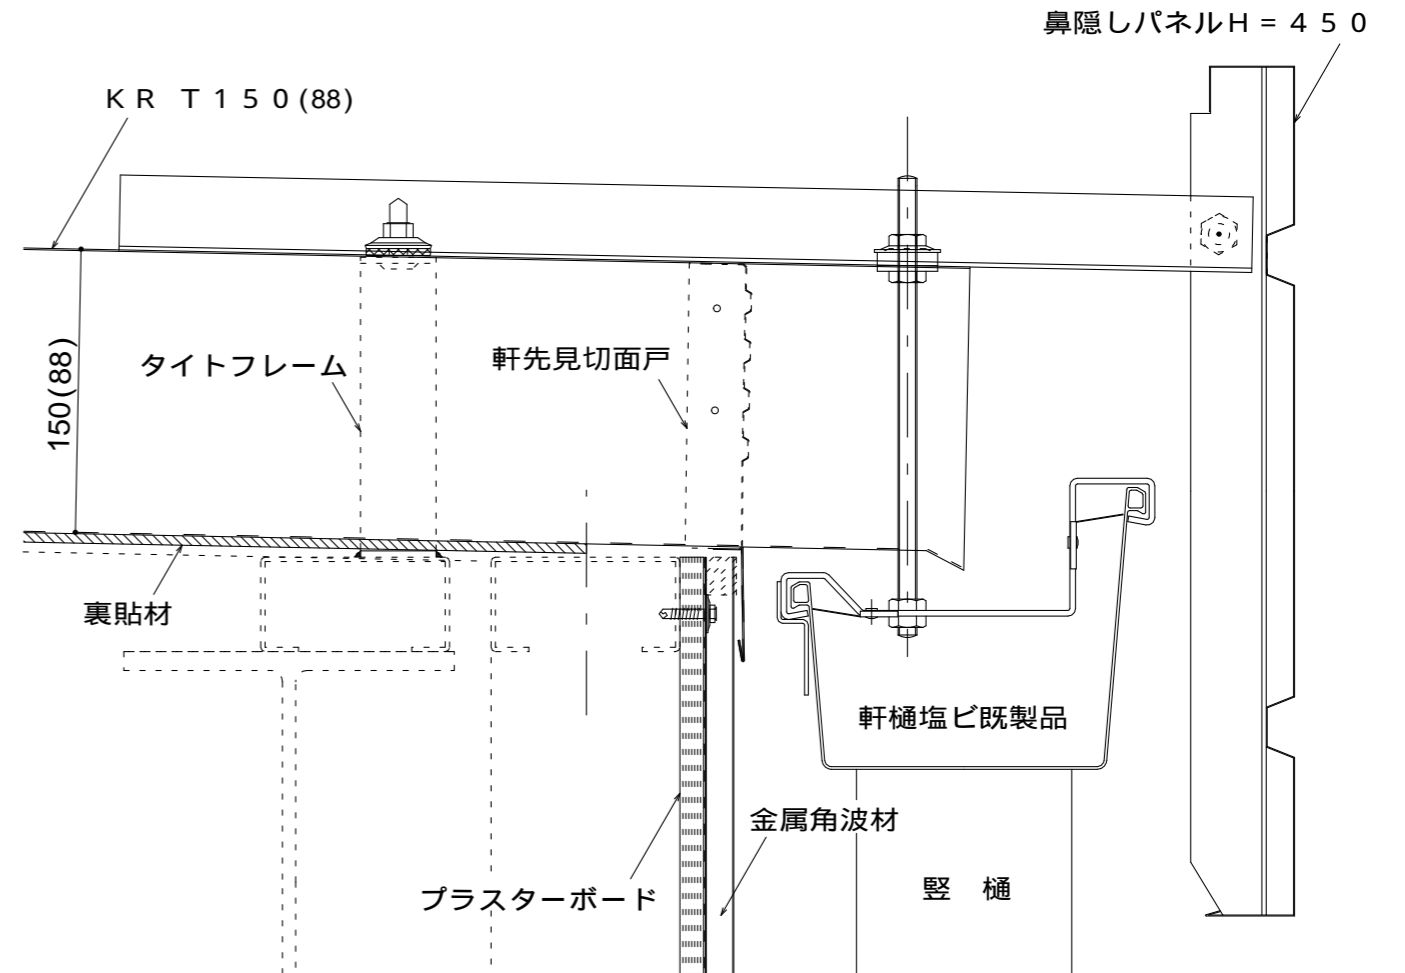 鼻隠しパネルＨ＝４５０
ＫＲ Ｔ１５０(88)
タイトフレーム
軒先見切面戸
150(88)
裏貼材
軒樋塩ビ既製品
金属角波材
プラスターボード
竪 樋